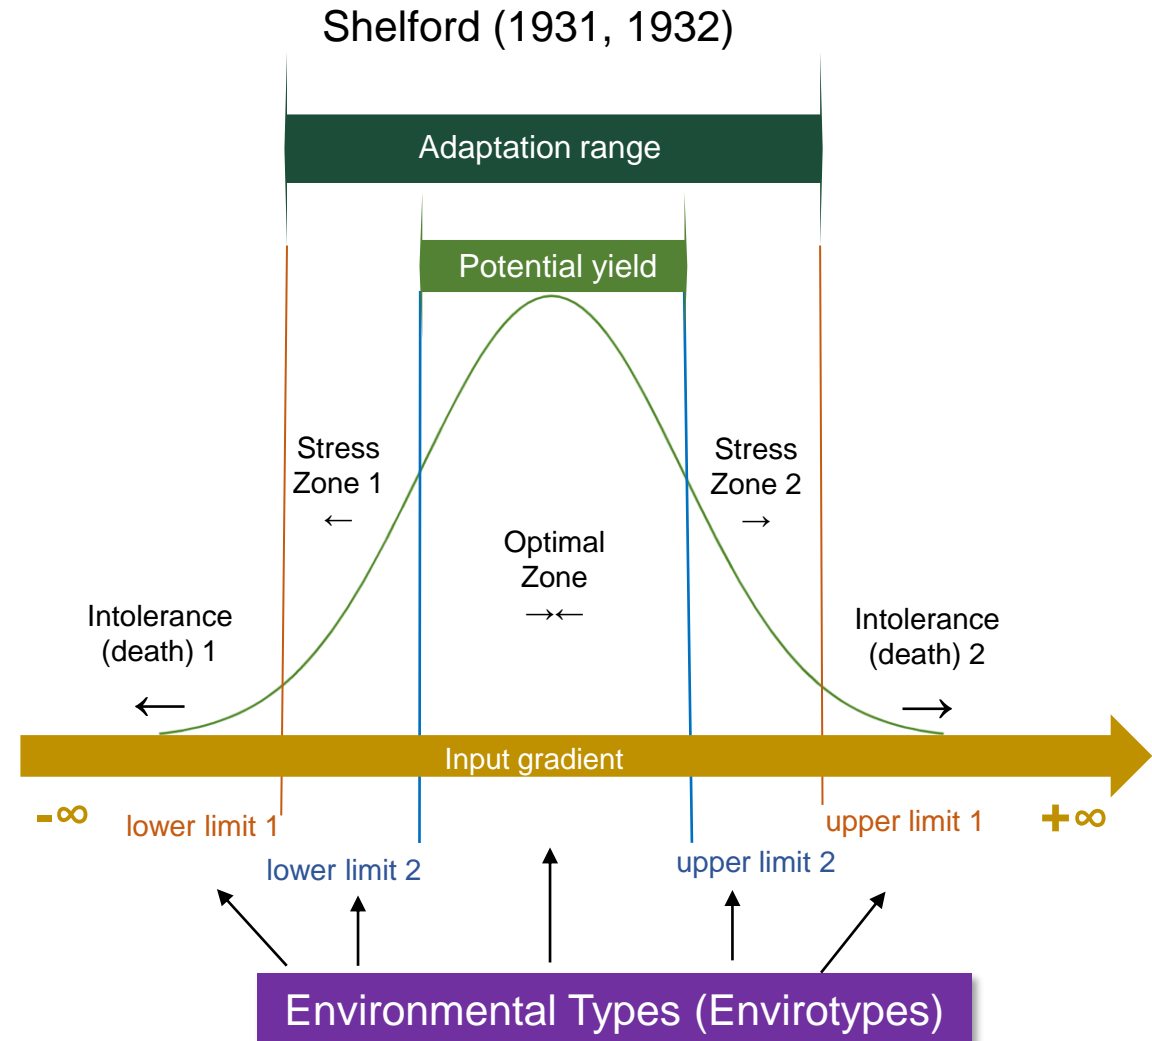 Shelford (1931, 1932)
Adaptation range
Potential yield
Stress
Zone 1
←
Stress
Zone 2
→
Optimal
Zone
→←
Intolerance
(death) 1
←
Intolerance
(death) 2
→
Input gradient
-∞
lower limit 1
upper limit 1
+∞
lower limit 2
upper limit 2
Environmental Types (Envirotypes)